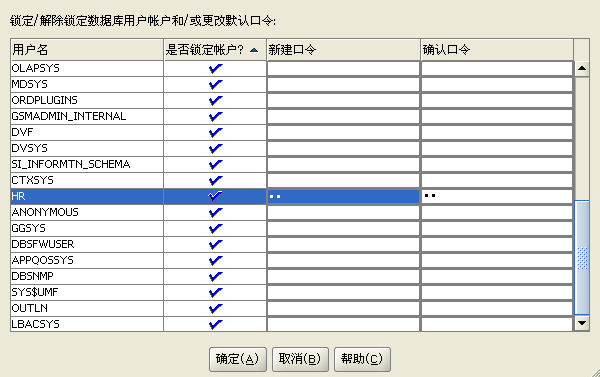 锁定/解除锁定数据库用户帐户和/或更改默认口令:
用户名 是否锁定帐户? 新建口令 确认口令
OLAPSYS
MDSYS
ORDPLUGINS
GSMADMIN_INTERNAL
DVF
DVSYS
SI_INFORMTN_SCHEMA
CTXSYS
HR
ANONYMOUS
GGSYS
DBSFWUSER
APPQOSSYS
DBSNMP
SYS$UMF
OUTLN
LBACSYS
确定(A) 取消(B) 帮助(C)